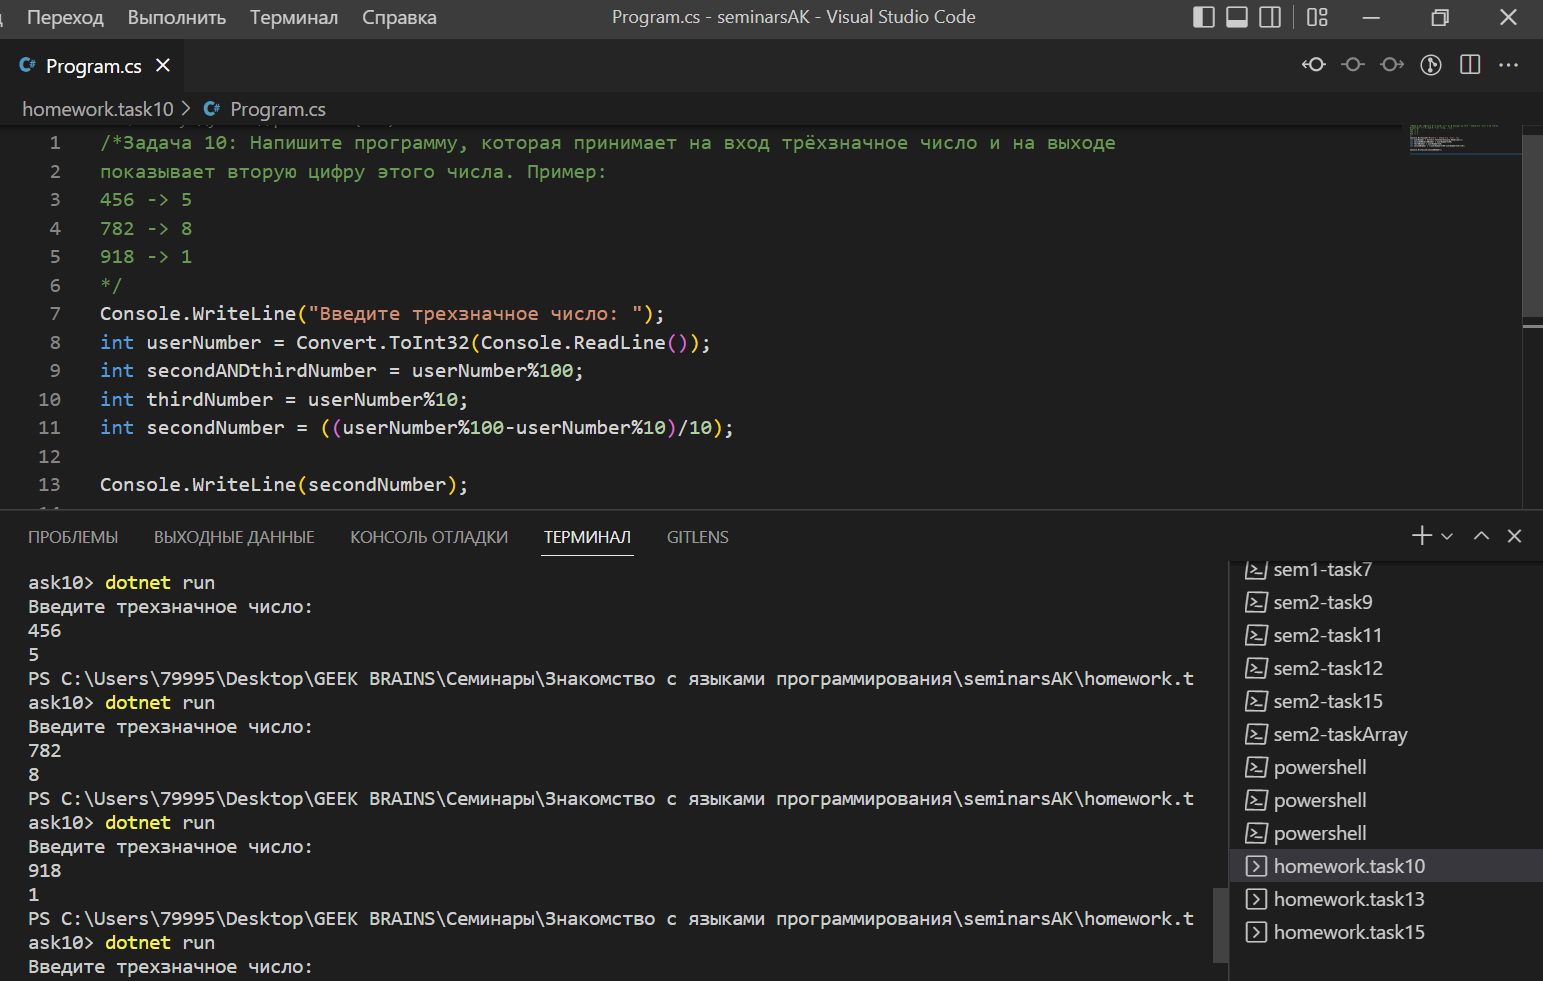 Переход Выполнить Терминал Справка Program.cs - seminarsAK - Visual Studio Code
Program.cs
homework.task10 > Program.cs
1 /*Задача 10: Напишите программу, которая принимает на вход трёхзначное число и на выходе
2 показывает вторую цифру этого числа. Пример:
3 456 -> 5
4 782 -> 8
5 918 -> 1
6 */
7 Console.WriteLine("Введите трехзначное число: ");
8 int userNumber = Convert.ToInt32(Console.ReadLine());
9 int secondANDthirdNumber = userNumber%100;
10 int thirdNumber = userNumber%10;
11 int secondNumber = ((userNumber%100-userNumber%10)/10);
12
13 Console.WriteLine(secondNumber);
ПРОБЛЕМЫ ВЫХОДНЫЕ ДАННЫЕ КОНСОЛЬ ОТЛАДКИ ТЕРМИНАЛ GITLENS
ask10> dotnet run
Введите трехзначное число:
456
5
PS C:\Users\79995\Desktop\GEEK BRAINS\Семинары\Знакомство с языками программирования\seminarsAK\homework.t
ask10> dotnet run
Введите трехзначное число:
782
8
PS C:\Users\79995\Desktop\GEEK BRAINS\Семинары\Знакомство с языками программирования\seminarsAK\homework.t
ask10> dotnet run
Введите трехзначное число:
918
1
PS C:\Users\79995\Desktop\GEEK BRAINS\Семинары\Знакомство с языками программирования\seminarsAK\homework.t
ask10> dotnet run
Введите трехзначное число:
sem1-task7
sem2-task9
sem2-task11
sem2-task12
sem2-task15
sem2-taskArray
powershell
powershell
powershell
homework.task10
homework.task13
homework.task15